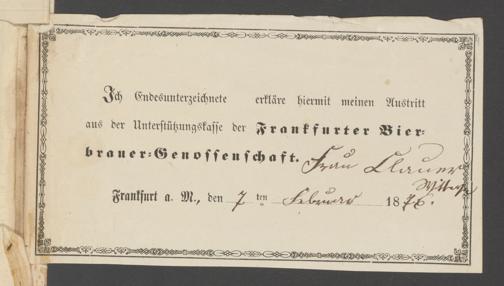 Ich Endesunterzeichnete erkläre hiermit meinen Austritt
aus der Unterstützungskasse der Frankfurter Bier-
brauer-Genossenschaft. Frau Clauer
Wittwe
Frankfurt a. M., den 7 ten Februar 1876.